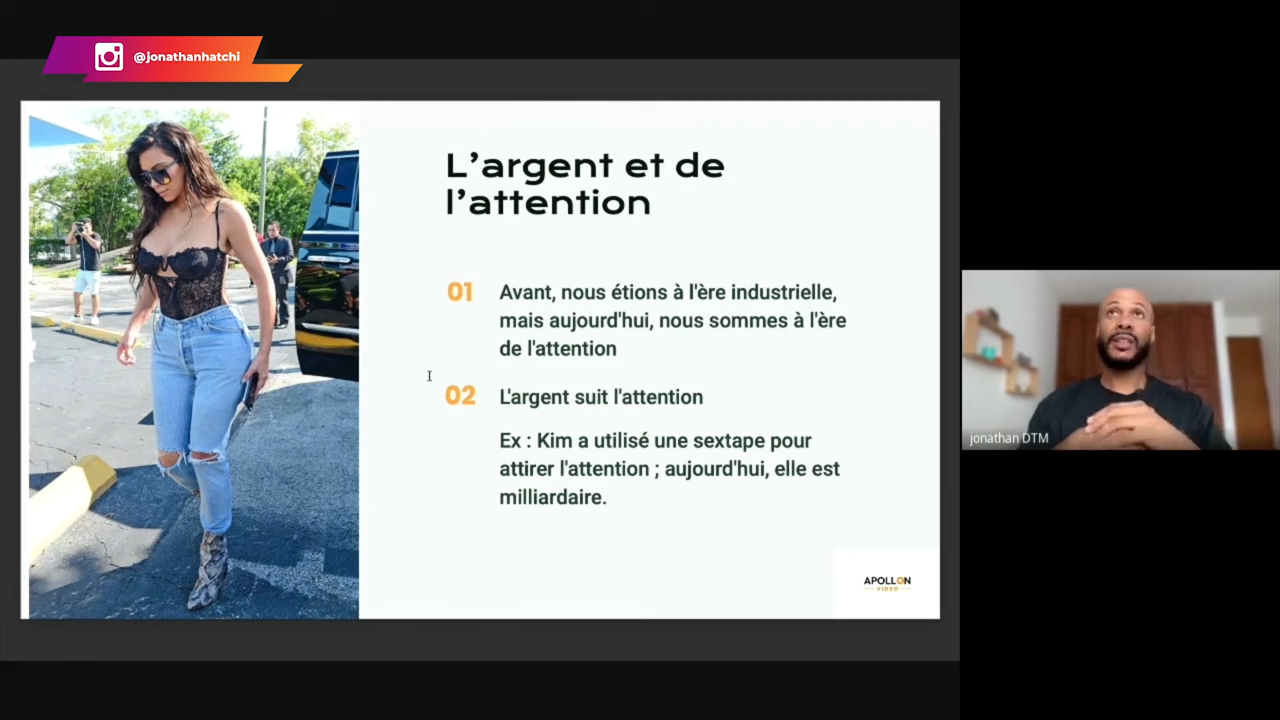 @jonathanhatchi
L'argent et de
l'attention
01
Avant, nous étions à l'ère industrielle,
mais aujourd'hui, nous sommes à l'ère
de l'attention
02
L'argent suit l'attention
Ex : Kim a utilisé une sextape pour
attirer l'attention ; aujourd'hui, elle est
milliardaire.
APOLLON
VIDEO
jonathan DTM